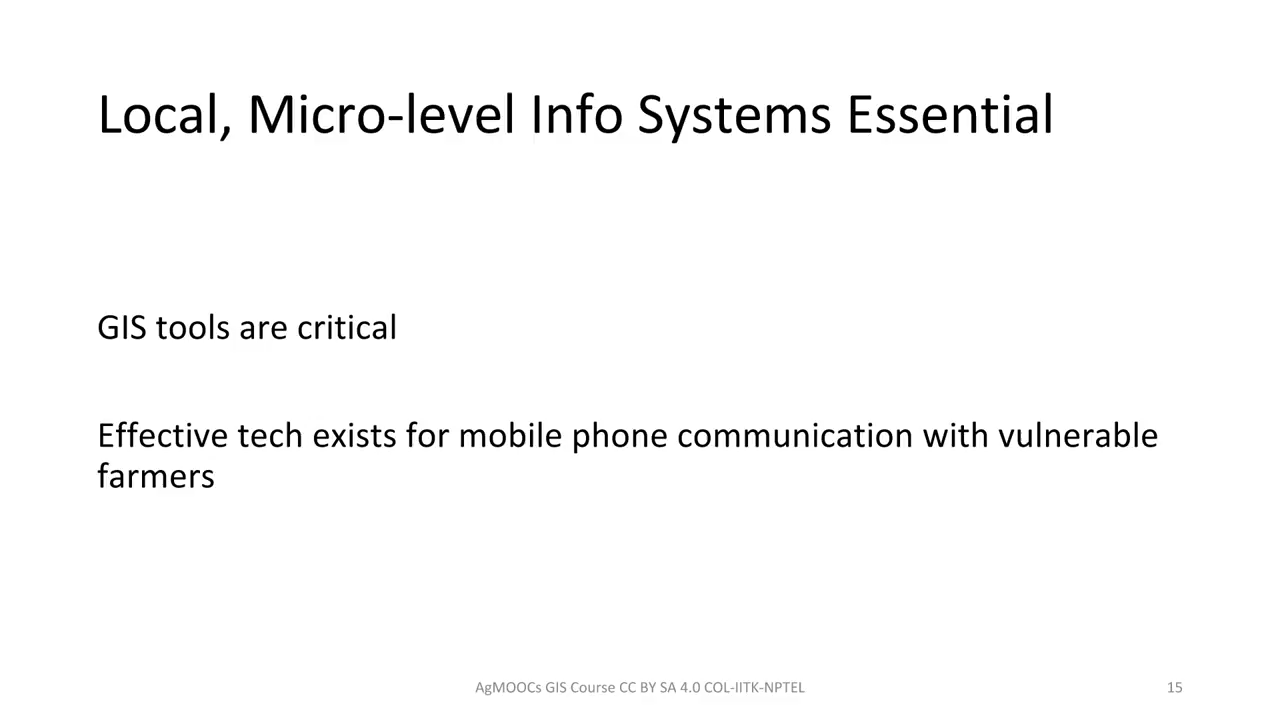 Local, Micro-level Info Systems Essential
GIS tools are critical
Effective tech exists for mobile phone communication with vulnerable
farmers
AgMOOCs GIS Course CC BY SA 4.0 COL-IITK-NPTEL
15